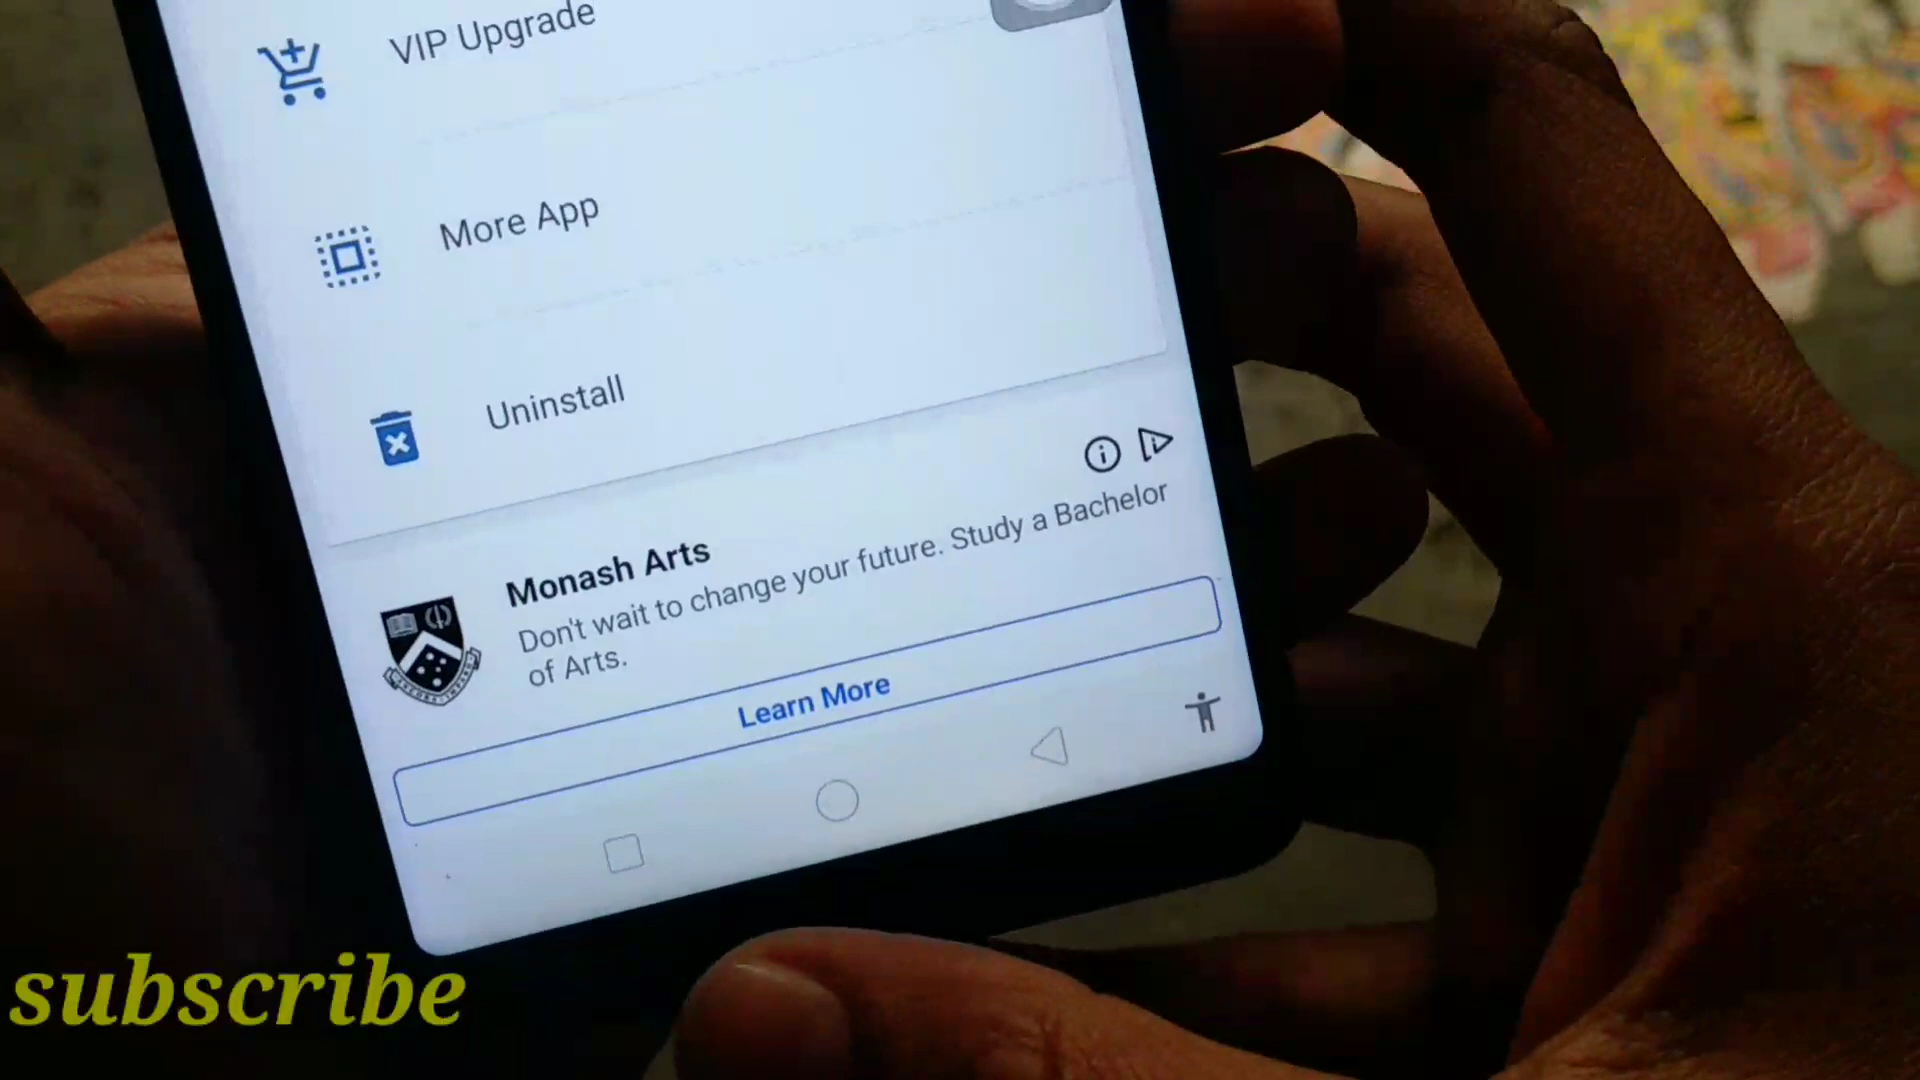 VIP Upgrade
More App
Uninstall
Monash Arts
Don't wait to change your future. Study a Bachelor
of Arts.
Learn More
subscribe